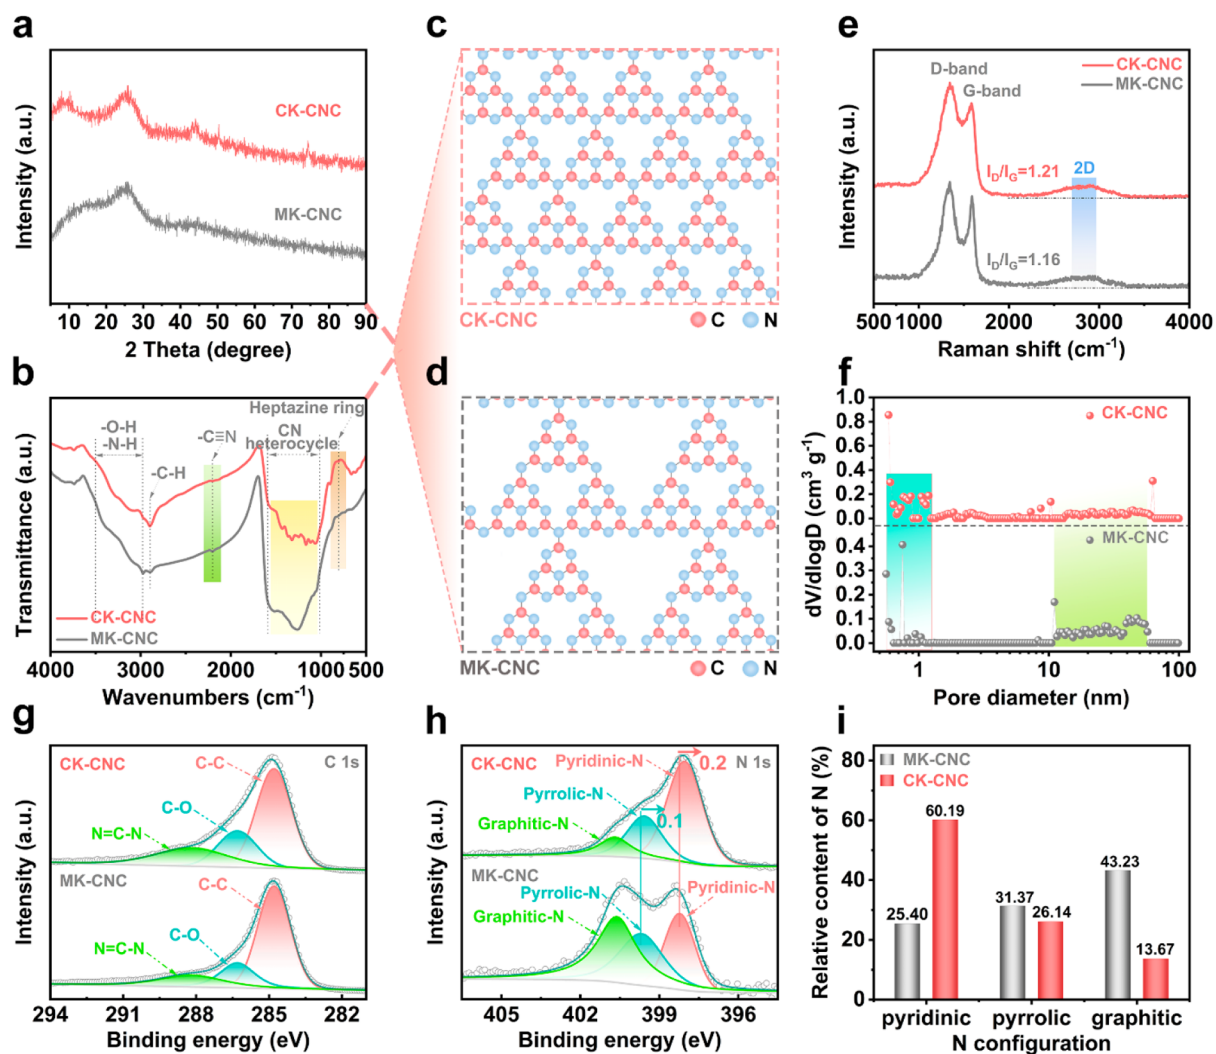 a
Intensity (a.u.)
CK-CNC
MK-CNC
10 20 30 40 50 60 70 80 90
2 Theta (degree)
b
Transmittance (a.u.)
-O-H
-N-H
-C-H
-C≡N
Heptazine ring
CN
heterocycle
CK-CNC
MK-CNC
4000 3000 2000 1000 500
Wavenumbers (cm⁻¹)
c
CK-CNC
C N
d
MK-CNC
C N
e
Intensity (a.u.)
D-band
G-band
CK-CNC
MK-CNC
I_D/I_G=1.21
2D
I_D/I_G=1.16
500 1000 2000 3000 4000
Raman shift (cm⁻¹)
f
dV/dlogD (cm³ g⁻¹)
1.0
0.8
0.6
0.4
0.2
0.0
CK-CNC
MK-CNC
0.4
0.3
0.2
0.1
0.0
1 10 100
Pore diameter (nm)
g
Intensity (a.u.)
C 1s
CK-CNC
C-C
C-O
N=C-N
MK-CNC
C-C
C-O
N=C-N
294 291 288 285 282
Binding energy (eV)
h
Intensity (a.u.)
N 1s
CK-CNC
Pyridinic-N
0.2
Pyrrolic-N
0.1
Graphitic-N
MK-CNC
Pyrrolic-N
Pyridinic-N
Graphitic-N
405 402 399 396
Binding energy (eV)
i
Relative content of N (%)
80
60
40
20
0
MK-CNC
CK-CNC
25.40
60.19
31.37
26.14
43.23
13.67
pyridinic pyrrolic graphitic
N configuration